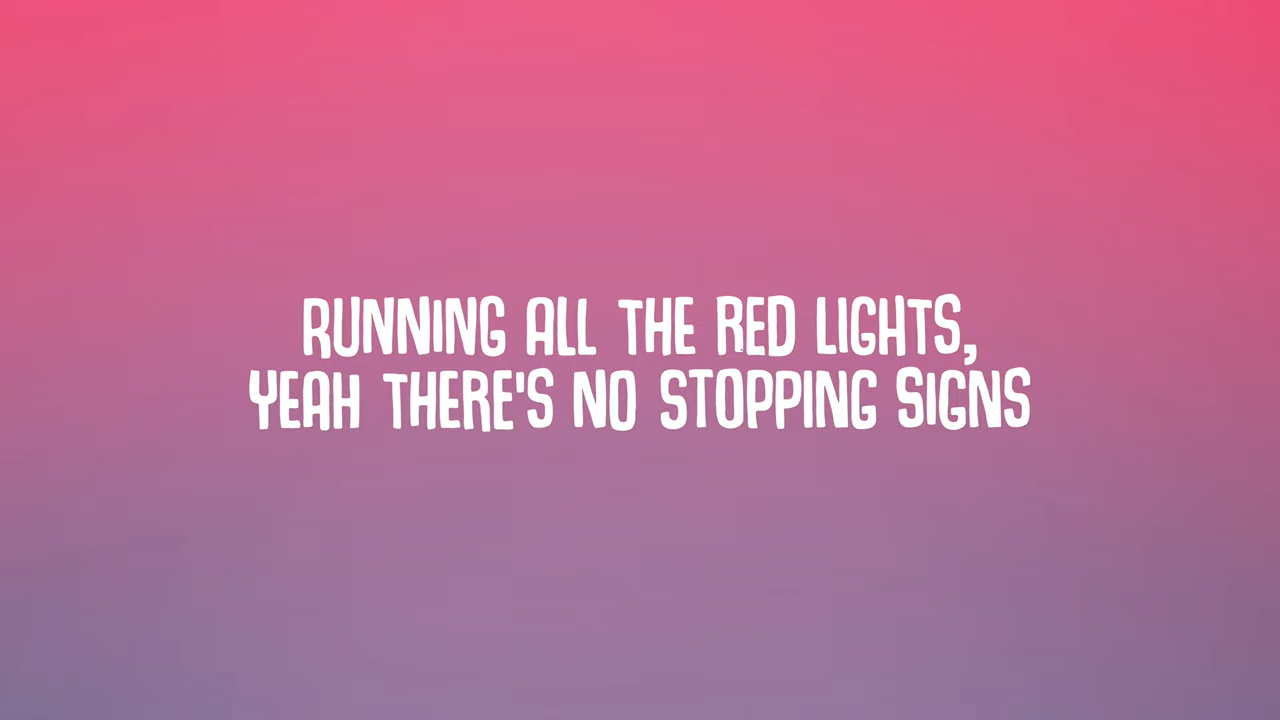 RUNNING ALL THE RED LIGHTS,
YEAH THERE'S NO STOPPING SIGNS